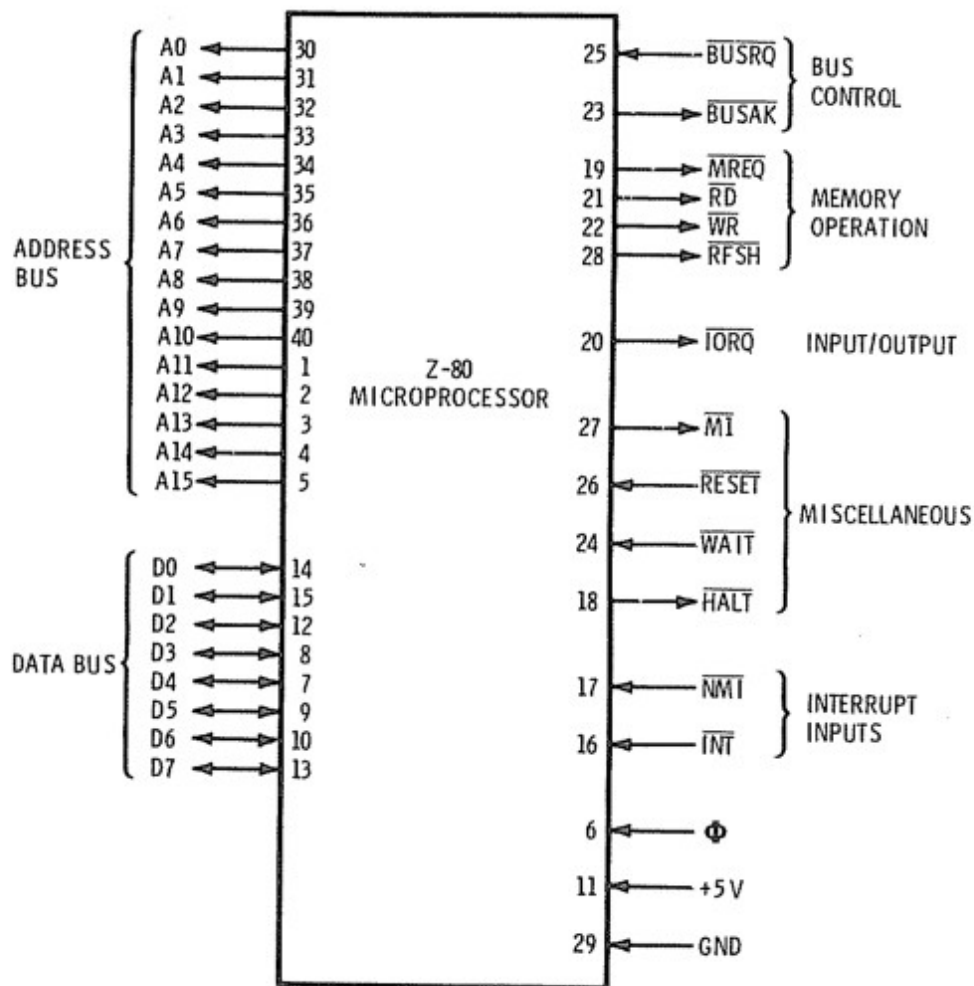 A0 30
A1 31
A2 32
A3 33
A4 34
A5 35
A6 36
A7 37
A8 38
A9 39
A10 40
A11 1
A12 2
A13 3
A14 4
A15 5
ADDRESS
BUS
D0 14
D1 15
D2 12
D3 8
D4 7
D5 9
D6 10
D7 13
DATA BUS
Z-80
MICROPROCESSOR
25 BUSRQ
23 BUSAK
BUS
CONTROL
19 MREQ
21 RD
22 WR
28 RFSH
MEMORY
OPERATION
20 IORQ INPUT/OUTPUT
27 MI
26 RESET
24 WAIT
18 HALT
MISCELLANEOUS
17 NMI
16 INT
INTERRUPT
INPUTS
6 Φ
11 +5V
29 GND